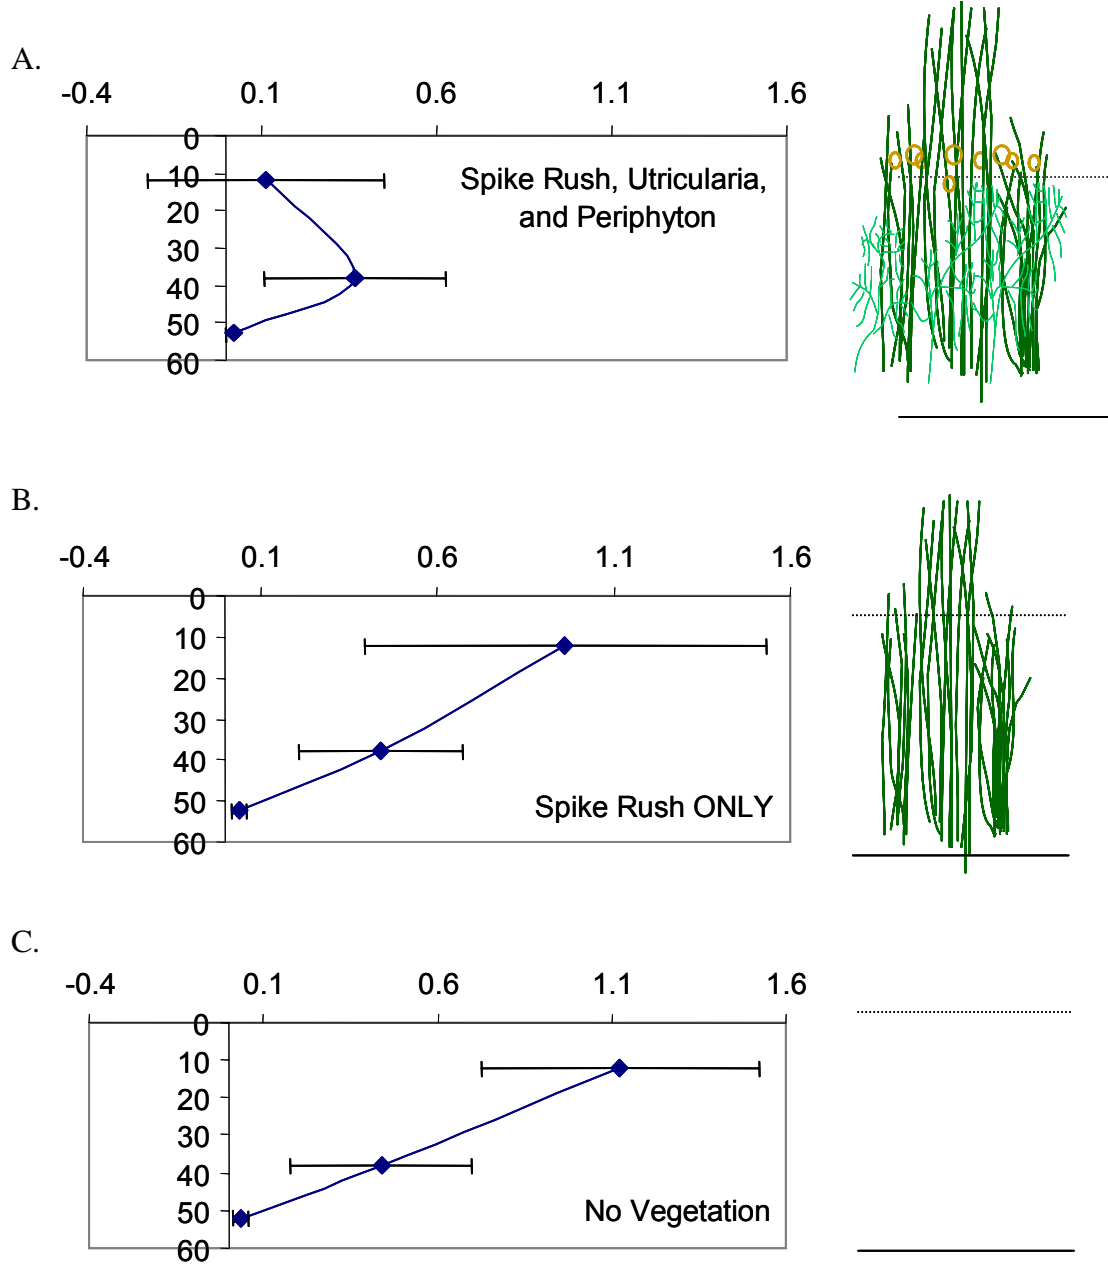 A.
-0.4 0.1 0.6 1.1 1.6
0
10
20
30
40
50
60
Spike Rush, Utricularia,
and Periphyton
B.
-0.4 0.1 0.6 1.1 1.6
0
10
20
30
40
50
60
Spike Rush ONLY
C.
-0.4 0.1 0.6 1.1 1.6
0
10
20
30
40
50
60
No Vegetation